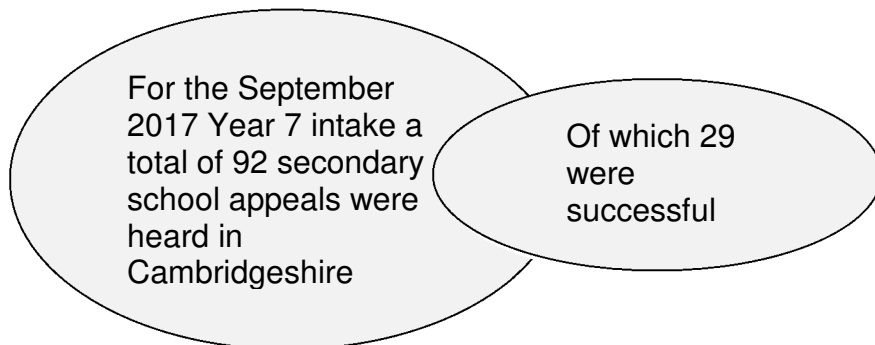 For the September
2017 Year 7 intake a
total of 92 secondary
school appeals were
heard in
Cambridgeshire
Of which 29
were
successful